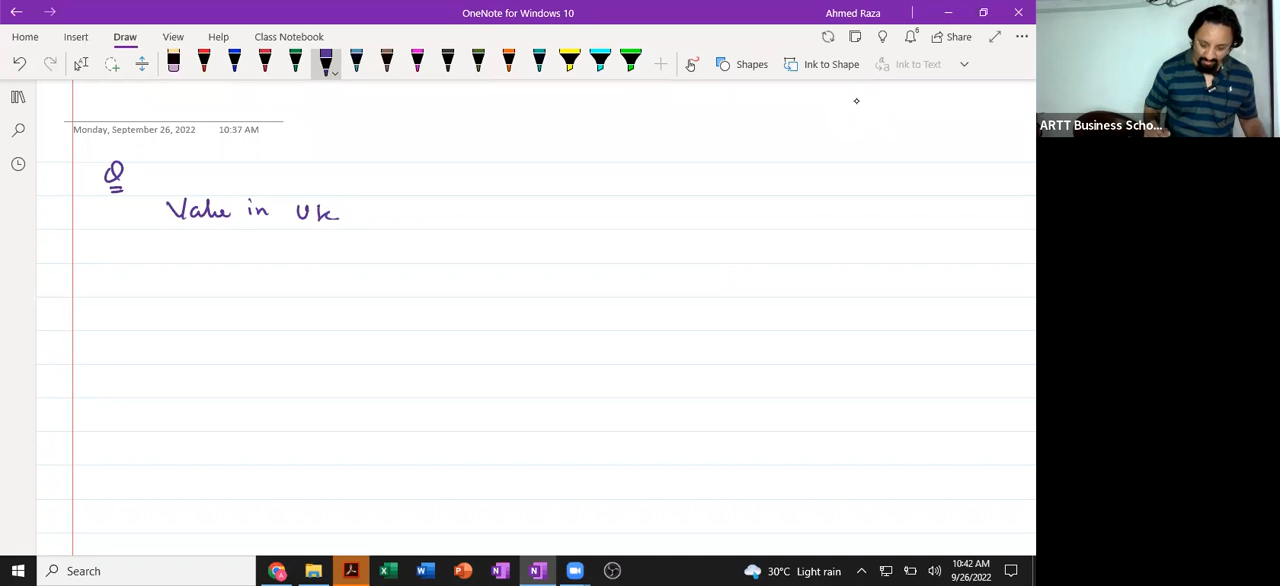 OneNote for Windows 10
Ahmed Raza
Home Insert Draw View Help Class Notebook
6 Share
Shapes Ink to Shape Ink to Text
ARTT Business Scho...
Monday, September 26, 2022 10:37 AM
Q
Value in UK
Search
30°C Light rain
10:42 AM
9/26/2022